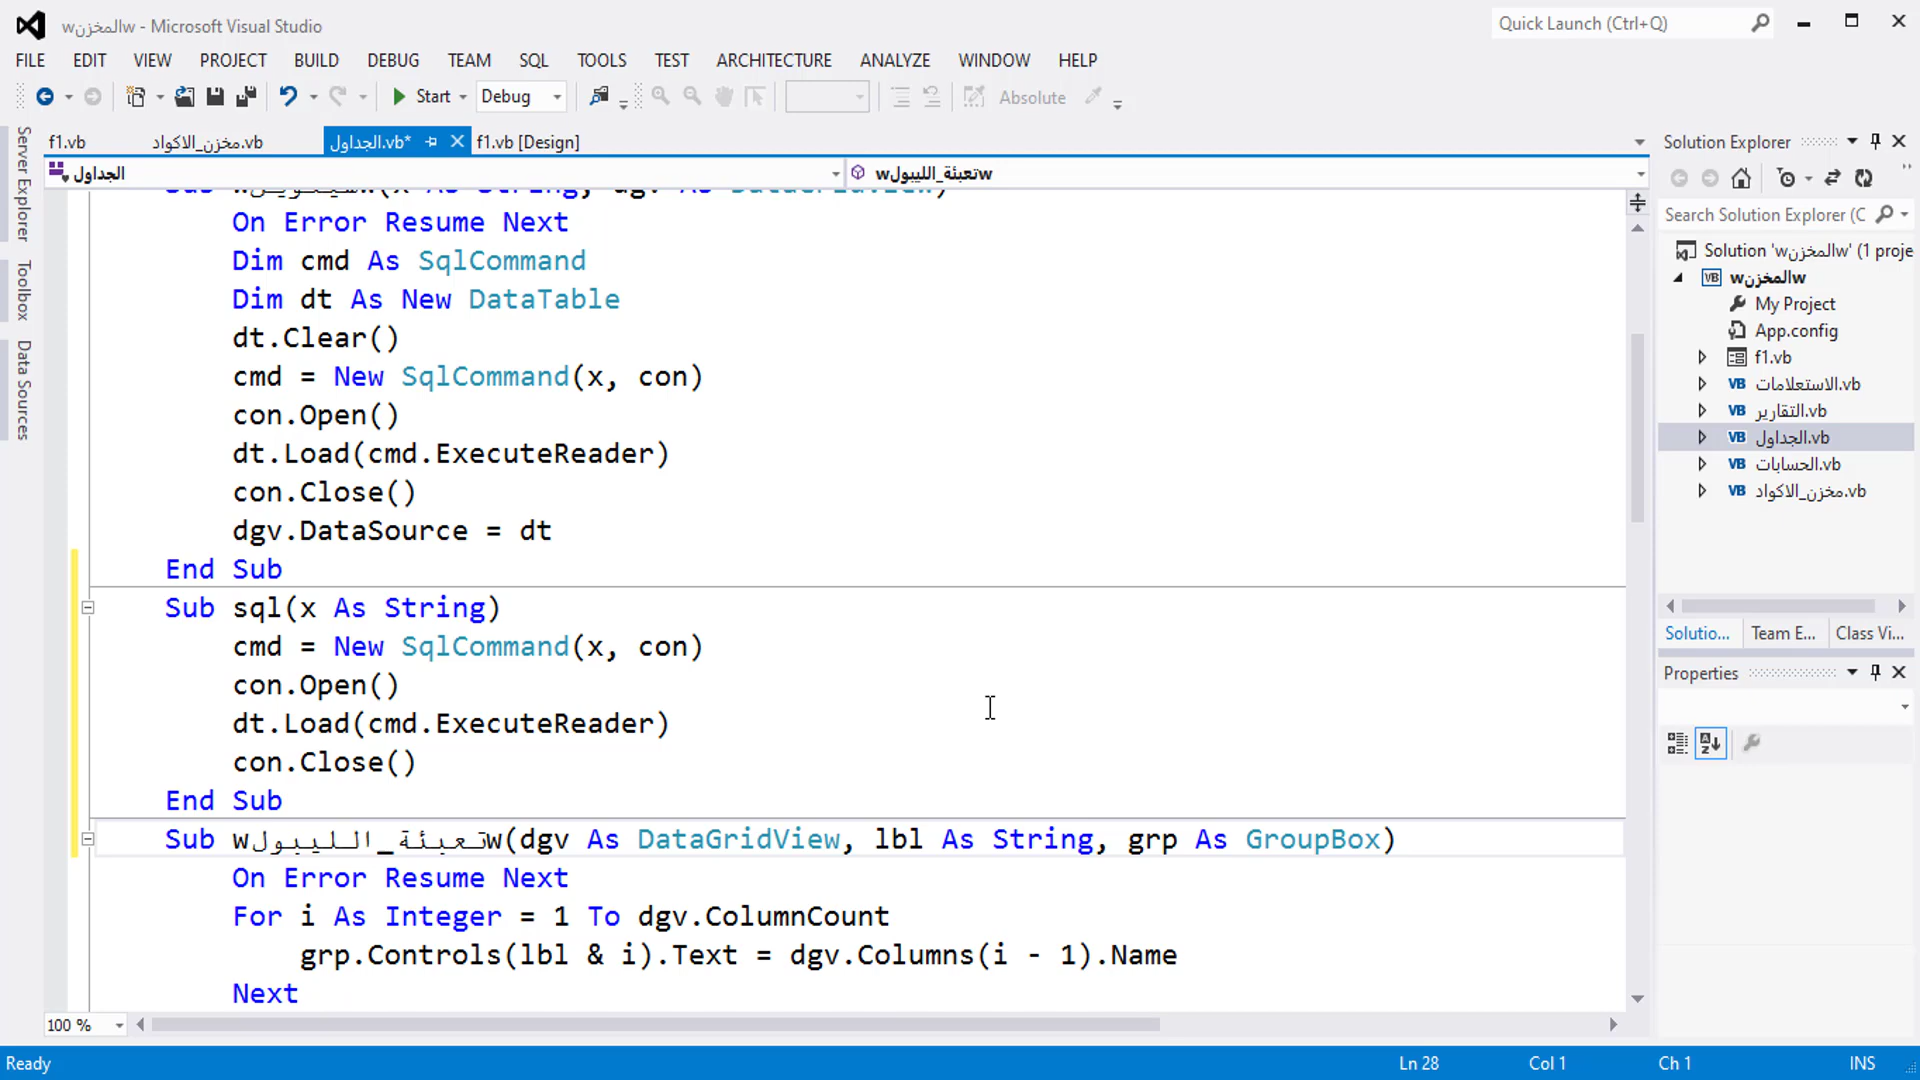 wالمخزنw - Microsoft Visual Studio
Quick Launch (Ctrl+Q)
FILE EDIT VIEW PROJECT BUILD DEBUG TEAM SQL TOOLS TEST ARCHITECTURE ANALYZE WINDOW HELP
Start Debug Absolute
f1.vb مخزن_الاكواد.vb الجداول.vb* f1.vb [Design]
الجداول wتعبئة_الليبولw
On Error Resume Next
Dim cmd As SqlCommand
Dim dt As New DataTable
dt.Clear()
cmd = New SqlCommand(x, con)
con.Open()
dt.Load(cmd.ExecuteReader)
con.Close()
dgv.DataSource = dt
End Sub
Sub sql(x As String)
cmd = New SqlCommand(x, con)
con.Open()
dt.Load(cmd.ExecuteReader)
con.Close()
End Sub
Sub wتعبئة_الليبولw(dgv As DataGridView, lbl As String, grp As GroupBox)
On Error Resume Next
For i As Integer = 1 To dgv.ColumnCount
grp.Controls(lbl & i).Text = dgv.Columns(i - 1).Name
Next
100 %
Server Explorer
Toolbox
Data Sources
Solution Explorer
Search Solution Explorer (C
Solution 'wالمخزنw' (1 proje
wالمخزنw
My Project
App.config
f1.vb
الاستعلامات.vb
التقارير.vb
الجداول.vb
الحسابات.vb
مخزن_الاكواد.vb
Solutio... Team E... Class Vi...
Properties
Ready Ln 28 Col 1 Ch 1 INS